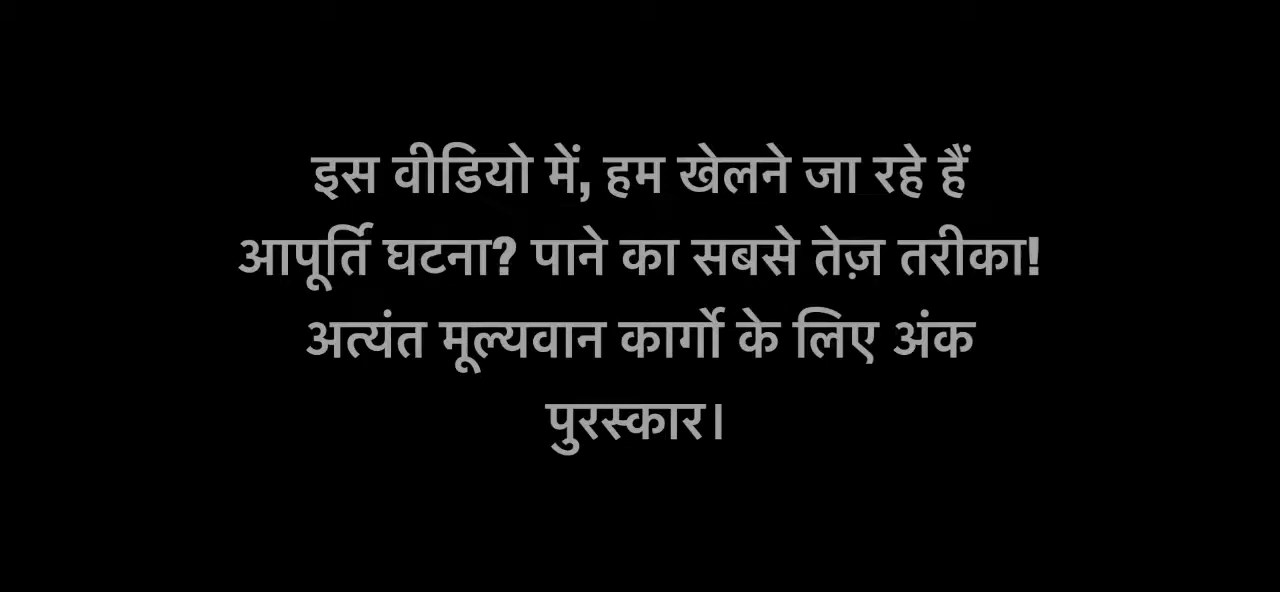 इस वीडियो में, हम खेलने जा रहे हैं
आपूर्ति घटना? पाने का सबसे तेज़ तरीका!
अत्यंत मूल्यवान कार्गो के लिए अंक
पुरस्कार।